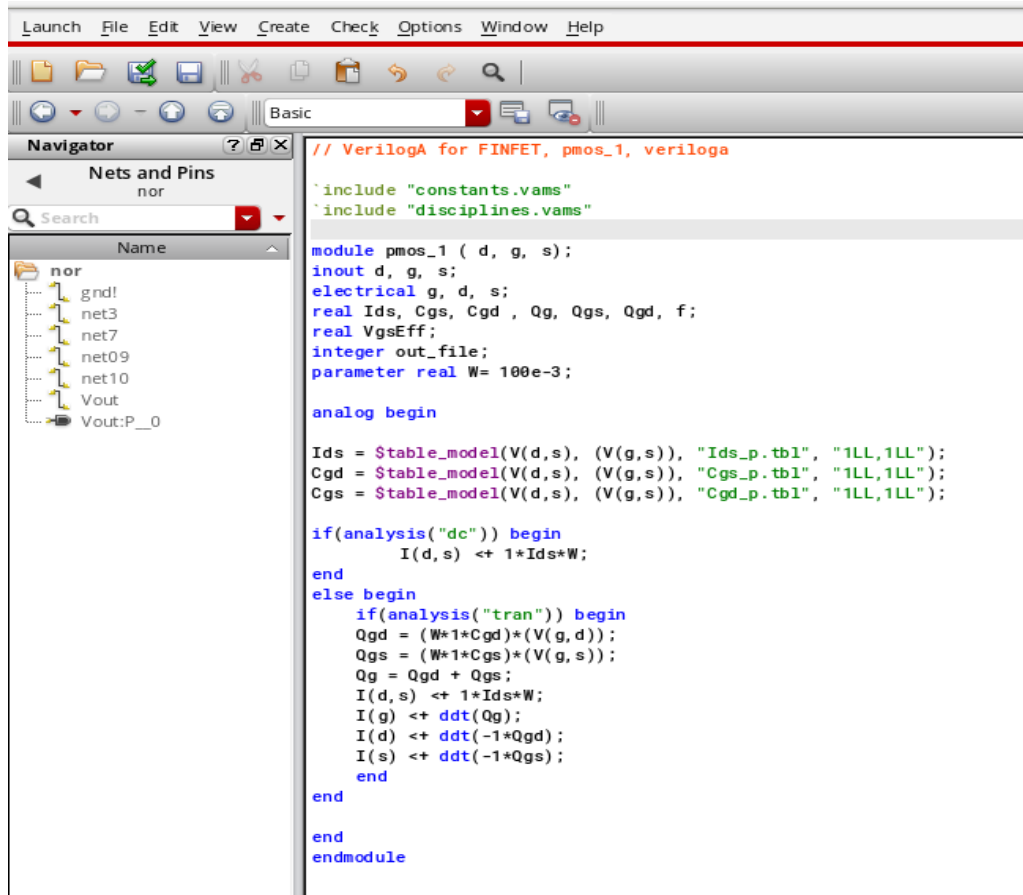 Launch File Edit View Create Check Options Window Help
Basic
Navigator
Nets and Pins
nor
Search
Name
nor
gnd!
net3
net7
net09
net10
Vout
Vout:P__0
// VerilogA for FINFET, pmos_1, veriloga
`include "constants.vams"
`include "disciplines.vams"
module pmos_1 ( d, g, s);
inout d, g, s;
electrical g, d, s;
real Ids, Cgs, Cgd , Qg, Qgs, Qgd, f;
real VgsEff;
integer out_file;
parameter real W= 100e-3;
analog begin
Ids = $table_model(V(d,s), (V(g,s)), "Ids_p.tbl", "1LL,1LL");
Cgd = $table_model(V(d,s), (V(g,s)), "Cgs_p.tbl", "1LL,1LL");
Cgs = $table_model(V(d,s), (V(g,s)), "Cgd_p.tbl", "1LL,1LL");
if(analysis("dc")) begin
I(d,s) <+ 1*Ids*W;
end
else begin
if(analysis("tran")) begin
Qgd = (W*1*Cgd)*(V(g,d));
Qgs = (W*1*Cgs)*(V(g,s));
Qg = Qgd + Qgs;
I(d,s) <+ 1*Ids*W;
I(g) <+ ddt(Qg);
I(d) <+ ddt(-1*Qgd);
I(s) <+ ddt(-1*Qgs);
end
end
end
endmodule